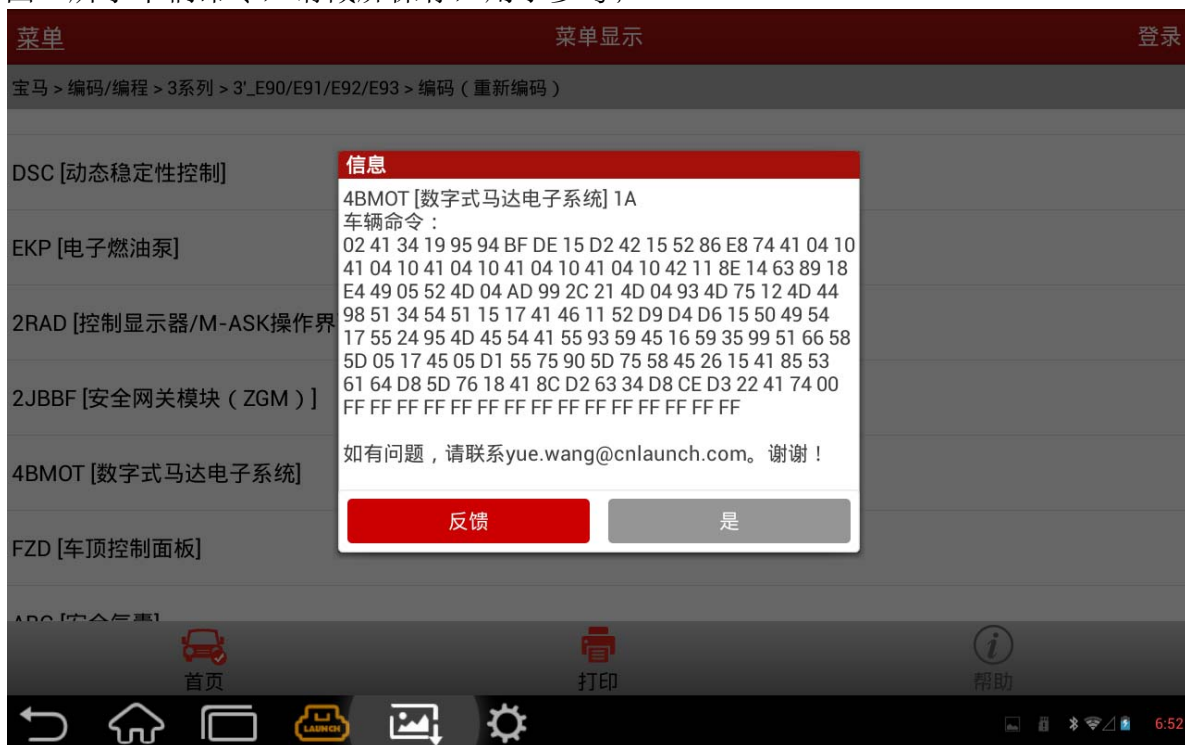 菜单
菜单显示
登录
宝马 > 编码/编程 > 3系列 > 3'_E90/E91/E92/E93 > 编码（重新编码）
DSC [动态稳定性控制]
EKP [电子燃油泵]
2RAD [控制显示器/M-ASK操作界
2JBBF [安全网关模块（ZGM）]
4BMOT [数字式马达电子系统]
FZD [车顶控制面板]
信息
4BMOT [数字式马达电子系统] 1A
车辆命令：
02 41 34 19 95 94 BF DE 15 D2 42 15 52 86 E8 74 41 04 10
41 04 10 41 04 10 41 04 10 41 04 10 42 11 8E 14 63 89 18
E4 49 05 52 4D 04 AD 99 2C 21 4D 04 93 4D 75 12 4D 44
98 51 34 54 51 15 17 41 46 11 52 D9 D4 D6 15 50 49 54
17 55 24 95 4D 45 54 41 55 93 59 45 16 59 35 99 51 66 58
5D 05 17 45 05 D1 55 75 90 5D 75 58 45 26 15 41 85 53
61 64 D8 5D 76 18 41 8C D2 63 34 D8 CE D3 22 41 74 00
FF FF FF FF FF FF FF FF FF FF FF FF FF FF FF
如有问题，请联系yue.wang@cnlaunch.com。谢谢！
反馈
是
首页
打印
帮助
LAUNCH
6:52